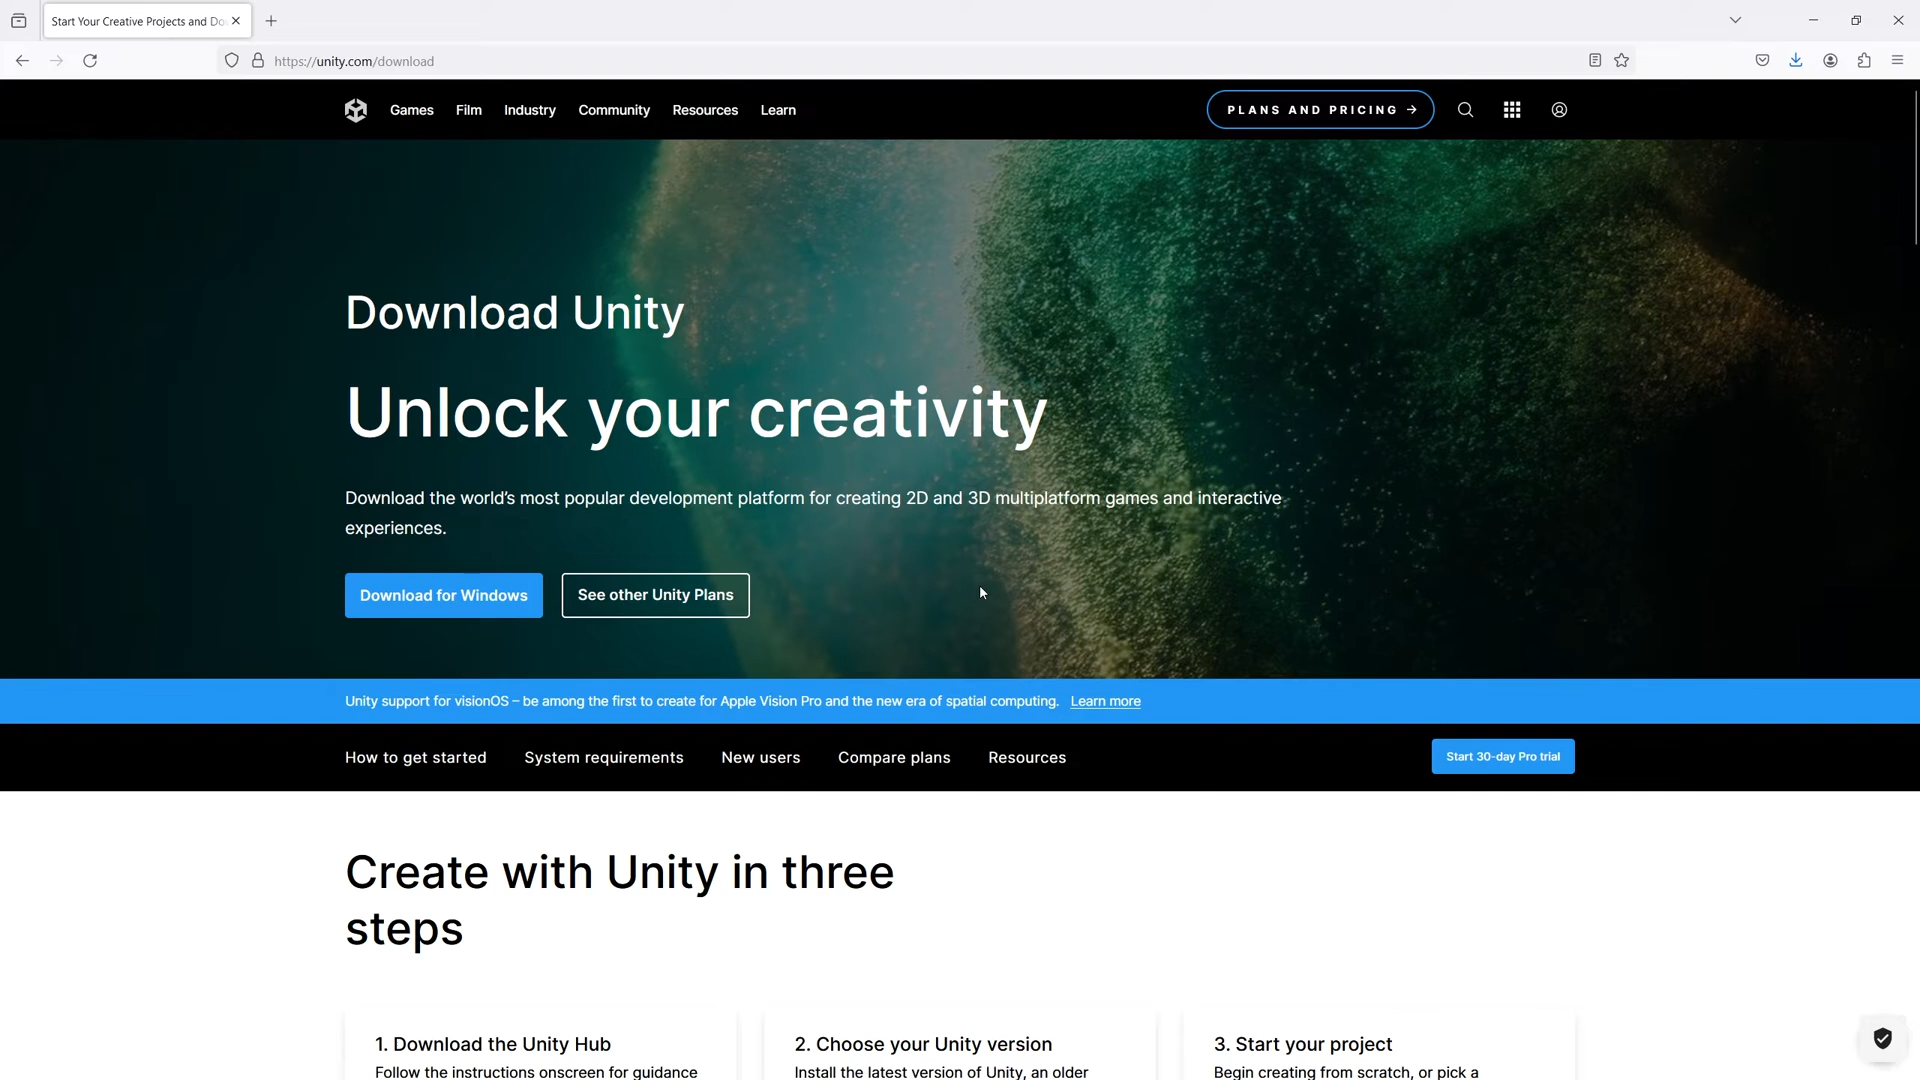 Start Your Creative Projects and Do
https://unity.com/download
Games Film Industry Community Resources Learn
PLANS AND PRICING →
Download Unity
Unlock your creativity
Download the world's most popular development platform for creating 2D and 3D multiplatform games and interactive
experiences.
Download for Windows
See other Unity Plans
Unity support for visionOS – be among the first to create for Apple Vision Pro and the new era of spatial computing. Learn more
How to get started System requirements New users Compare plans Resources
Start 30-day Pro trial
Create with Unity in three
steps
1. Download the Unity Hub
Follow the instructions onscreen for guidance
2. Choose your Unity version
Install the latest version of Unity, an older
3. Start your project
Begin creating from scratch, or pick a